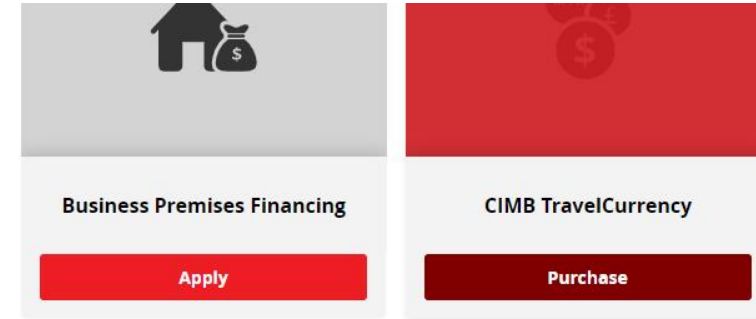 $
£
$
Business Premises Financing
CIMB TravelCurrency
Apply
Purchase